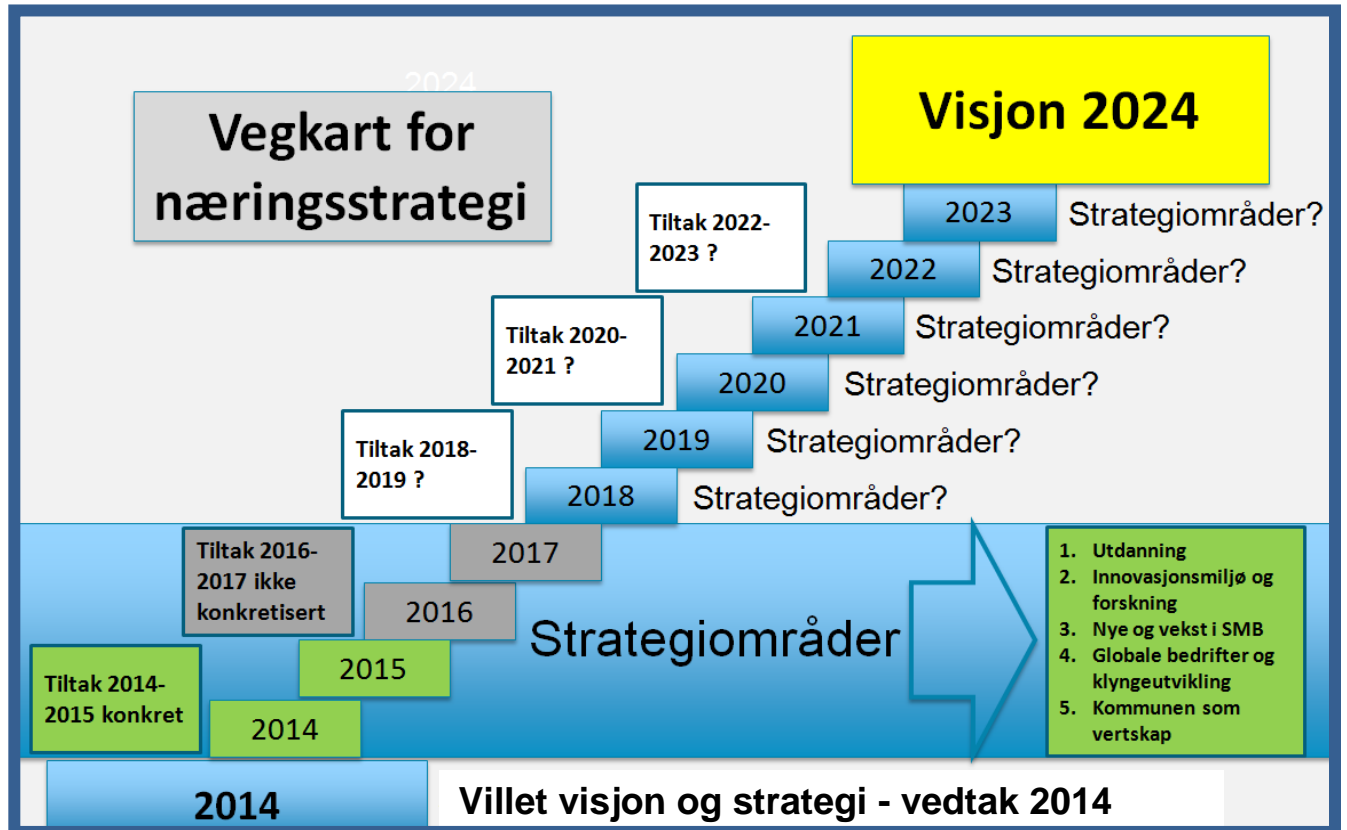 2024
Vegkart for
næringsstrategi
Visjon 2024
2023
Strategiområder?
Tiltak 2022-
2023 ?
2022
Strategiområder?
2021
Strategiområder?
Tiltak 2020-
2021 ?
2020
Strategiområder?
2019
Strategiområder?
Tiltak 2018-
2019 ?
2018
Strategiområder?
Tiltak 2016-
2017 ikke
konkretisert
2017
2016
Strategiområder
1. Utdanning
2. Innovasjonsmiljø og
forskning
3. Nye og vekst i SMB
4. Globale bedrifter og
klyngeutvikling
5. Kommunen som
vertskap
2015
Tiltak 2014-
2015 konkret
2014
2014
Villet visjon og strategi - vedtak 2014